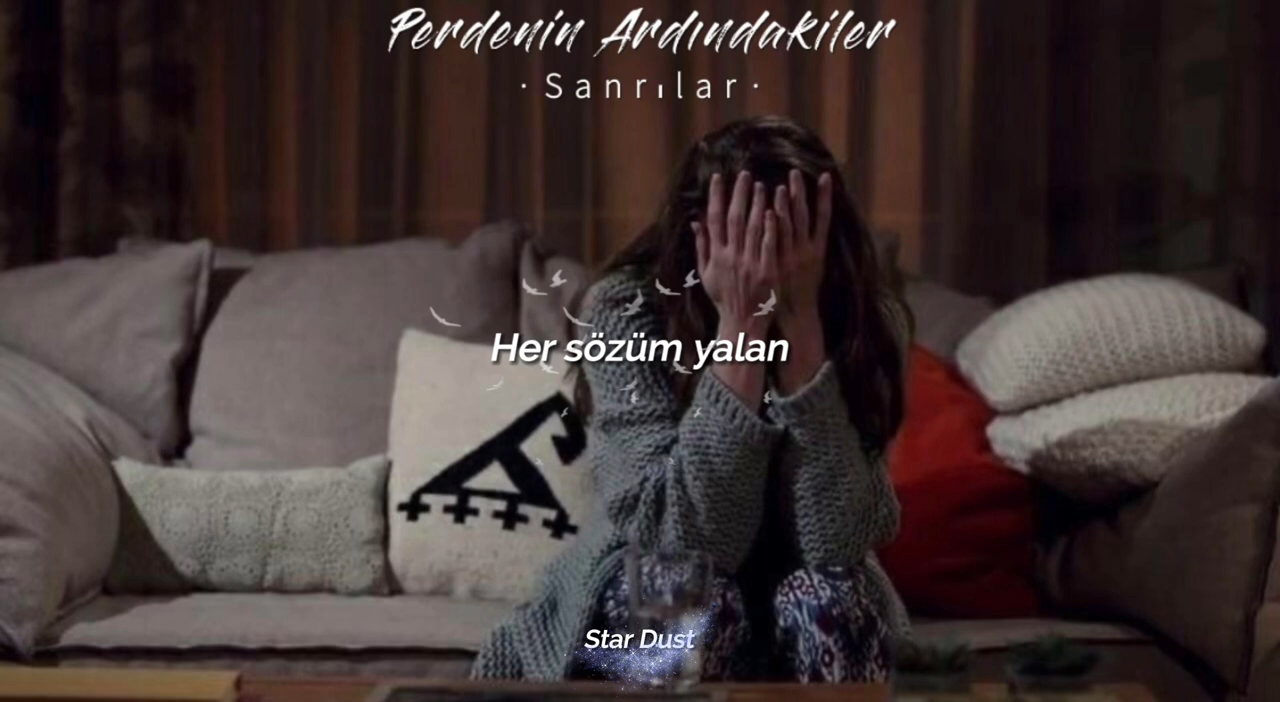 Perdenin Ardındakiler
· Sanrılar ·
Her sözüm yalan
Star Dust